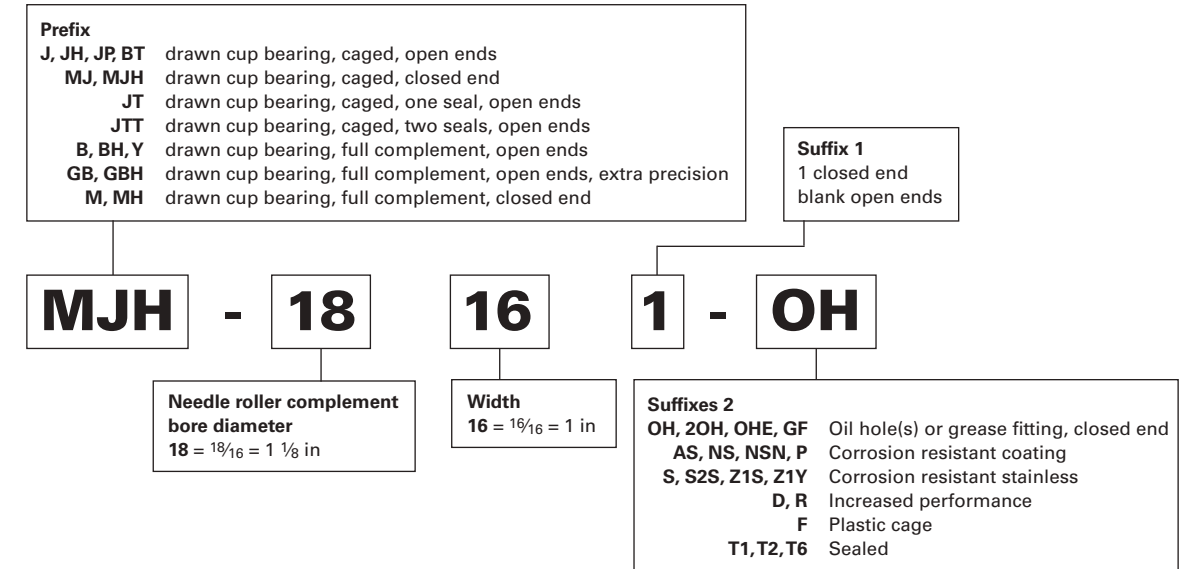 Prefix
J, JH, JP, BT drawn cup bearing, caged, open ends
MJ, MJH drawn cup bearing, caged, closed end
JT drawn cup bearing, caged, one seal, open ends
JTT drawn cup bearing, caged, two seals, open ends
B, BH, Y drawn cup bearing, full complement, open ends
GB, GBH drawn cup bearing, full complement, open ends, extra precision
M, MH drawn cup bearing, full complement, closed end
Suffix 1
1 closed end
blank open ends
MJH - 18 16 1 - OH
Needle roller complement
bore diameter
18 = 18/16 = 1 1/8 in
Width
16 = 16/16 = 1 in
Suffixes 2
OH, 2OH, OHE, GF Oil hole(s) or grease fitting, closed end
AS, NS, NSN, P Corrosion resistant coating
S, S2S, Z1S, Z1Y Corrosion resistant stainless
D, R Increased performance
F Plastic cage
T1, T2, T6 Sealed